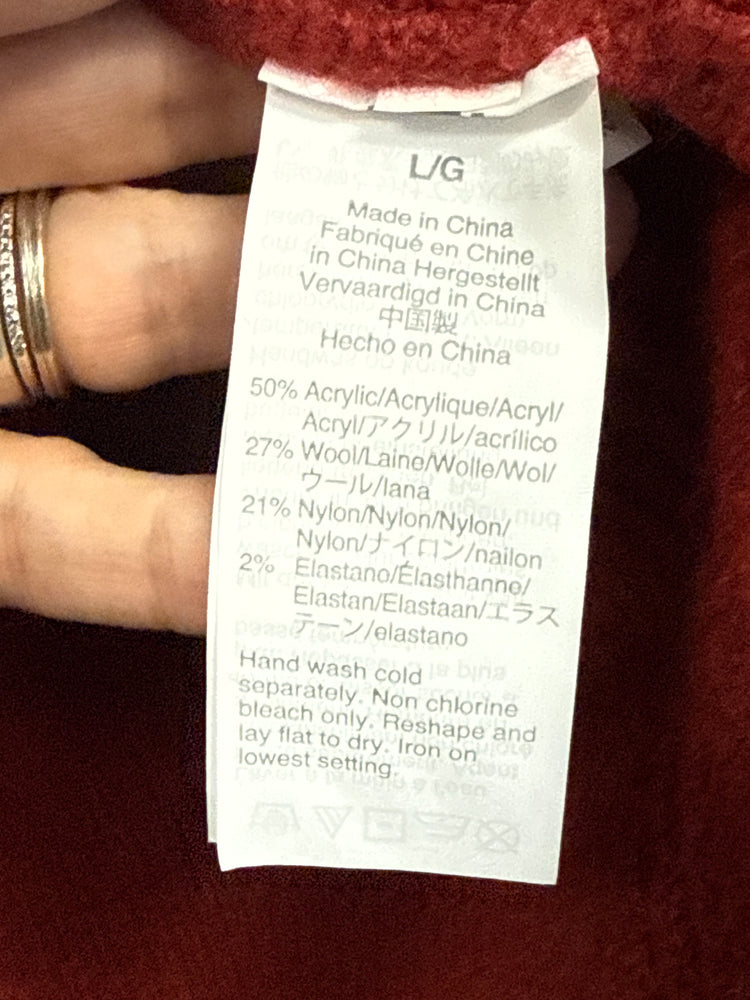 L/G
Made in China
Fabriqué en Chine
in China Hergestellt
Vervaardigd in China
中国製
Hecho en China
50% Acrylic/Acrylique/Acryl/
Acryl/アクリル/acrílico
27% Wool/Laine/Wolle/Wol/
ウール/lana
21% Nylon/Nylon/Nylon/
Nylon/ナイロン/nailon
2% Elastano/Élasthanne/
Elastan/Elastaan/エラス
テーン/elastano
Hand wash cold
separately. Non chlorine
bleach only. Reshape and
lay flat to dry. Iron on
lowest setting.